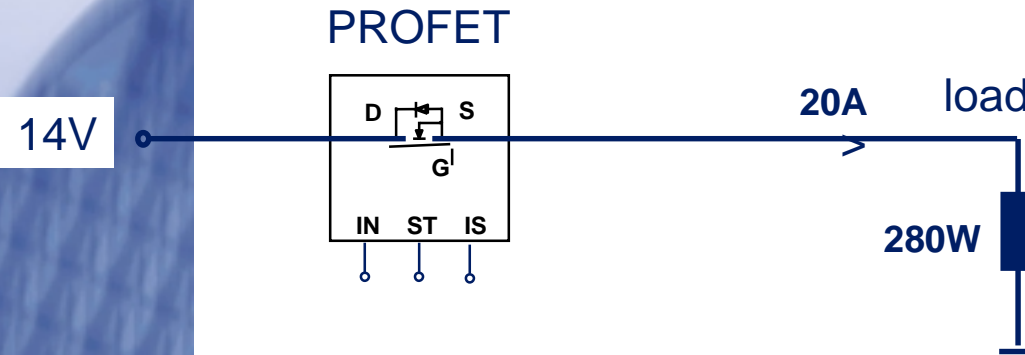 PROFET
14V
D
S
G
IN ST IS
20A
load
280W